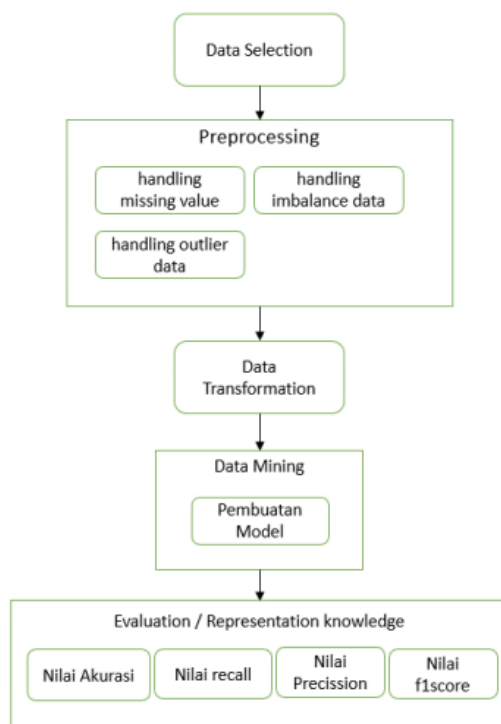 Data Selection
Preprocessing
handling
missing value
handling
imbalance data
handling outlier
data
Data
Transformation
Data Mining
Pembuatan
Model
Evaluation / Representation knowledge
Nilai Akurasi
Nilai recall
Nilai
Precission
Nilai
f1score